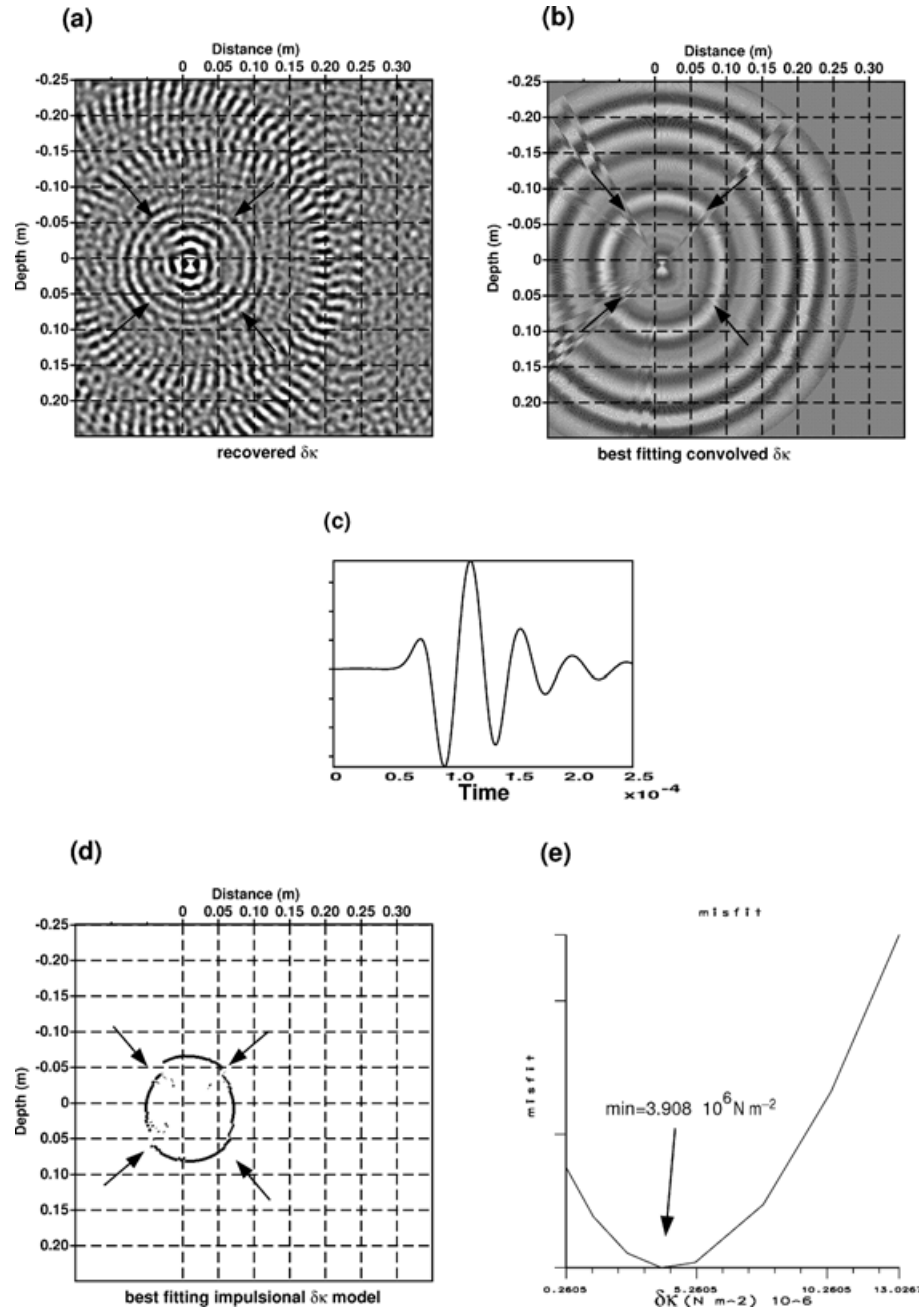 (a)
Distance (m)
0 0.05 0.10 0.15 0.20 0.25 0.30
-0.25
-0.20
-0.15
-0.10
-0.05
0
0.05
0.10
0.15
0.20
Depth (m)
recovered δκ
(b)
Distance (m)
0 0.05 0.10 0.15 0.20 0.25 0.30
-0.25
-0.20
-0.15
-0.10
-0.05
0
0.05
0.10
0.15
0.20
Depth (m)
best fitting convolved δκ
(c)
0 0.5 1.0 1.5 2.0 2.5
Time
×10⁻⁴
(d)
Distance (m)
0 0.05 0.10 0.15 0.20 0.25 0.30
-0.25
-0.20
-0.15
-0.10
-0.05
0
0.05
0.10
0.15
0.20
Depth (m)
best fitting impulsional δκ model
(e)
misfit
misfit
min=3.908 10⁶N m⁻²
0.2605 5.2605 10.2605 13.0267
δκ (N m-2) 10-6